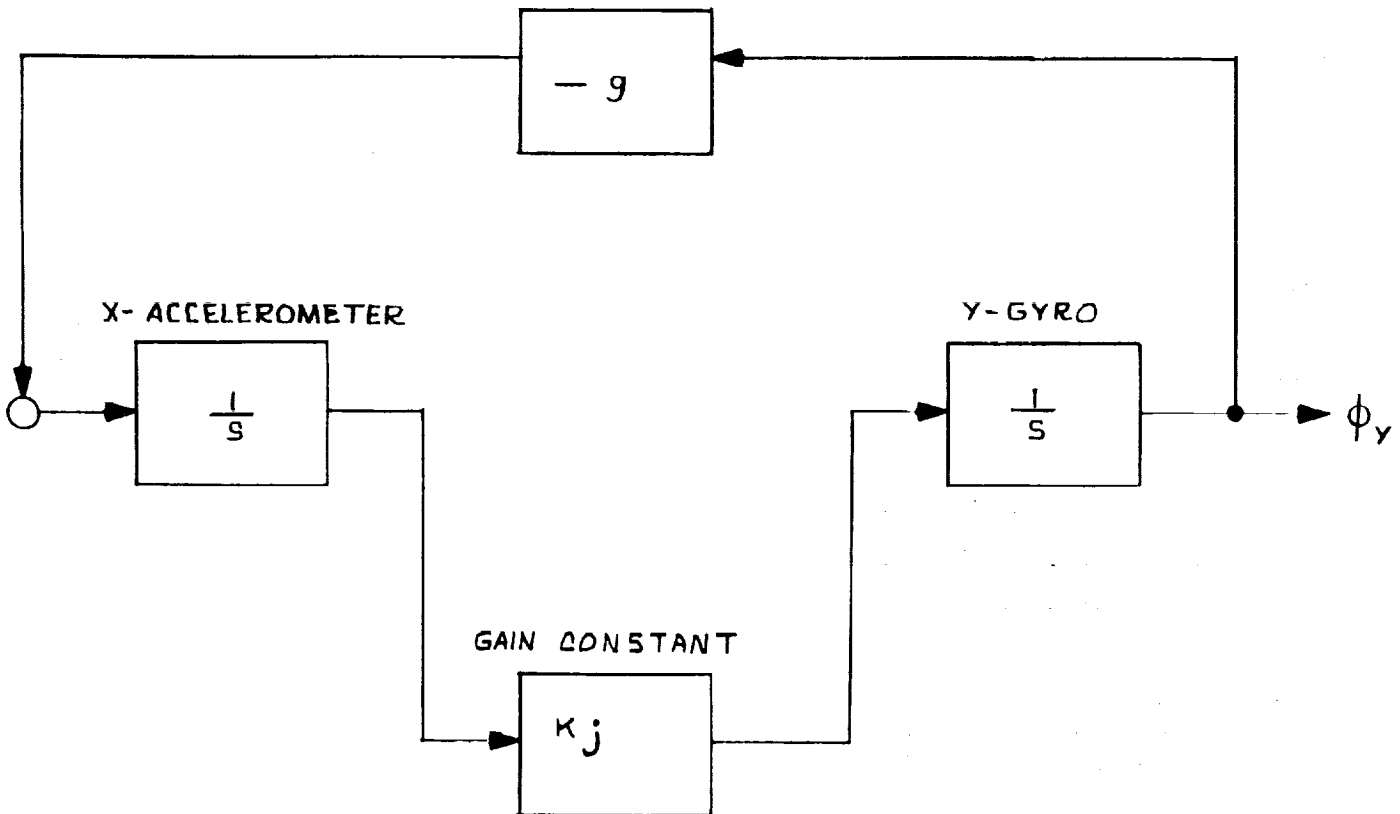 — g
X- ACCELEROMETER
Y-GYRO
1
S
1
S
ϕY
GAIN CONSTANT
Kj